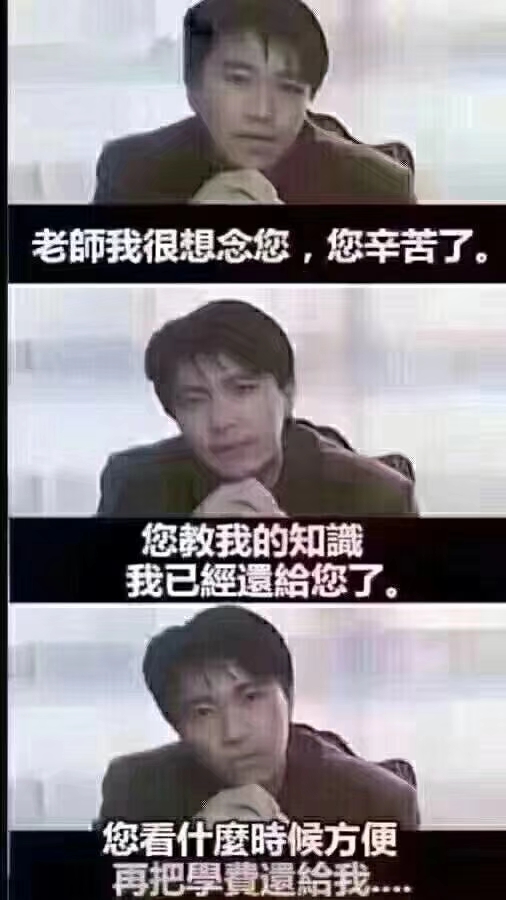 老師我很想念您，您辛苦了。
您教我的知識
我已經還給您了。
您看什麼時候方便
再把學費還給我....